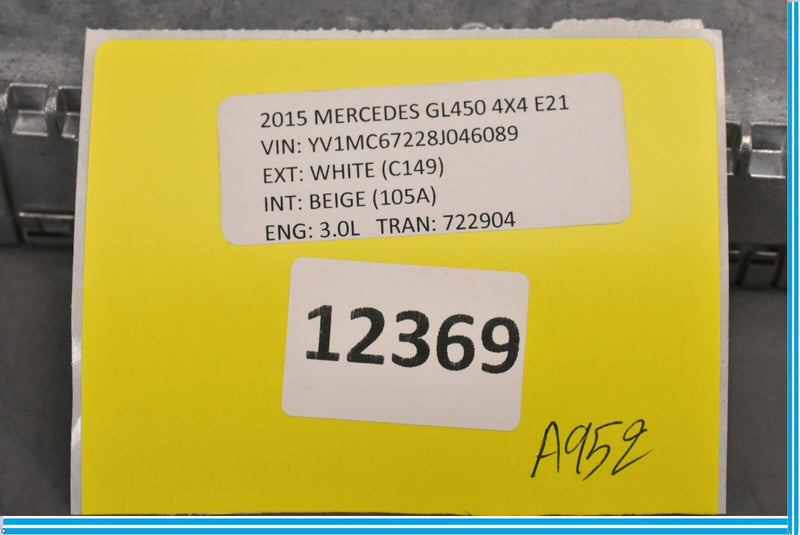 2015 MERCEDES GL450 4X4 E21
VIN: YV1MC67228J046089
EXT: WHITE (C149)
INT: BEIGE (105A)
ENG: 3.0L TRAN: 722904
12369
A952